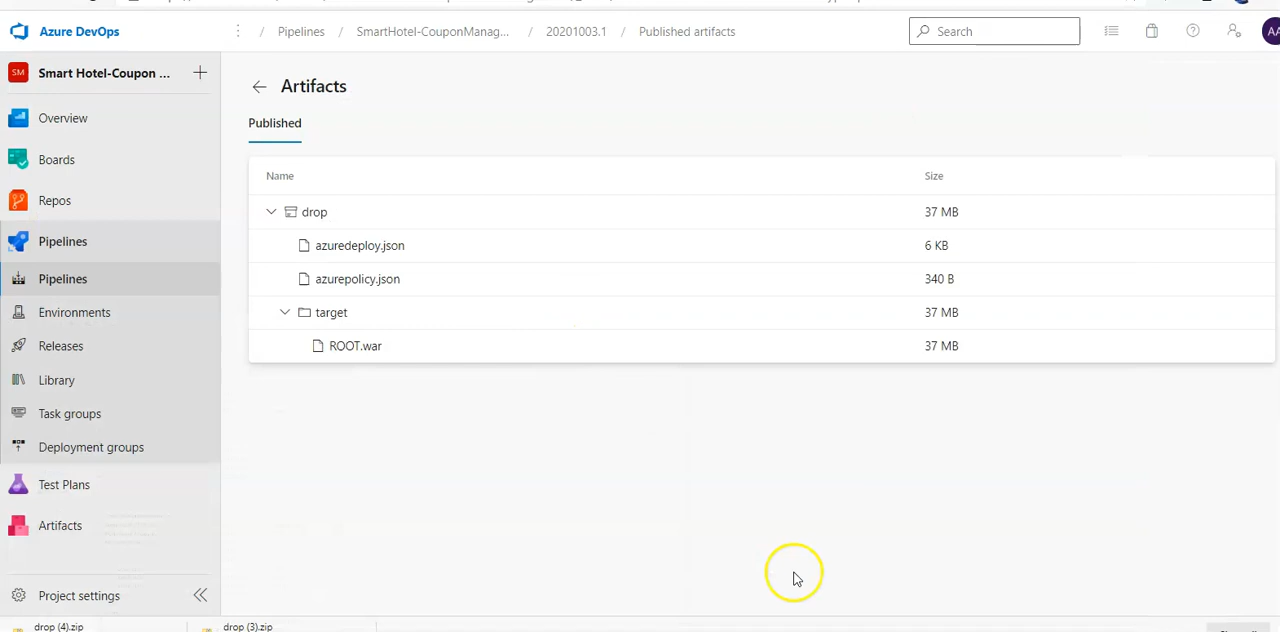 Azure DevOps
/ Pipelines / SmartHotel-CouponManag... / 20201003.1 / Published artifacts
Search
AA
SM Smart Hotel-Coupon ...
Overview
Boards
Repos
Pipelines
Pipelines
Environments
Releases
Library
Task groups
Deployment groups
Test Plans
Artifacts
Project settings
Artifacts
Published
Name Size
drop 37 MB
azuredeploy.json 6 KB
azurepolicy.json 340 B
target 37 MB
ROOT.war 37 MB
drop (4).zip
drop (3).zip